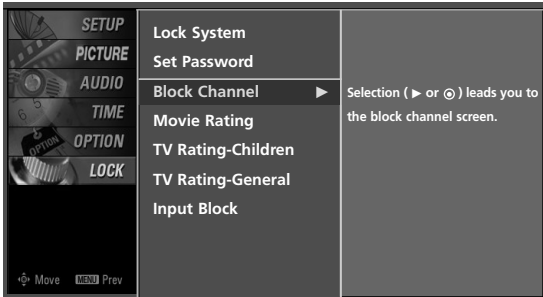 SETUP
PICTURE
AUDIO
TIME
OPTION
LOCK
Move MENU Prev
Lock System
Set Password
Block Channel ▶
Movie Rating
TV Rating-Children
TV Rating-General
Input Block
Selection ( ▶ or ⊙ ) leads you to
the block channel screen.